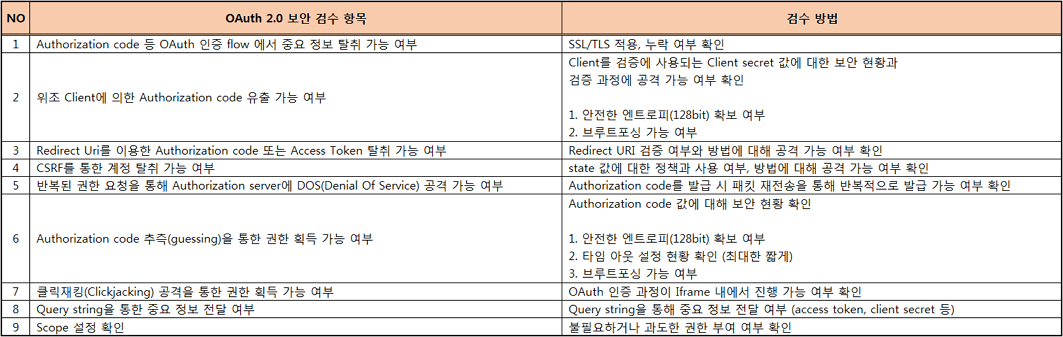 NO OAuth 2.0 보안 검수 항목 검수 방법
1 Authorization code 등 OAuth 인증 flow 에서 중요 정보 탈취 가능 여부 SSL/TLS 적용, 누락 여부 확인
2 위조 Client에 의한 Authorization code 유출 가능 여부 Client를 검증에 사용되는 Client secret 값에 대한 보안 현황과
검증 과정에 공격 가능 여부 확인
1. 안전한 엔트로피(128bit) 확보 여부
2. 브루트포싱 가능 여부
3 Redirect Uri를 이용한 Authorization code 또는 Access Token 탈취 가능 여부 Redirect URI 검증 여부와 방법에 대해 공격 가능 여부 확인
4 CSRF를 통한 계정 탈취 가능 여부 state 값에 대한 정책과 사용 여부, 방법에 대해 공격 가능 여부 확인
5 반복된 권한 요청을 통해 Authorization server에 DOS(Denial Of Service) 공격 가능 여부 Authorization code를 발급 시 패킷 재전송을 통해 반복적으로 발급 가능 여부 확인
6 Authorization code 추측(guessing)을 통한 권한 획득 가능 여부 Authorization code 값에 대해 보안 현황 확인
1. 안전한 엔트로피(128bit) 확보 여부
2. 타임 아웃 설정 현황 확인 (최대한 짧게)
3. 브루트포싱 가능 여부
7 클릭재킹(Clickjacking) 공격을 통한 권한 획득 가능 여부 OAuth 인증 과정이 Iframe 내에서 진행 가능 여부 확인
8 Query string을 통한 중요 정보 전달 여부 Query string을 통해 중요 정보 전달 여부 (access token, client secret 등)
9 Scope 설정 확인 불필요하거나 과도한 권한 부여 여부 확인